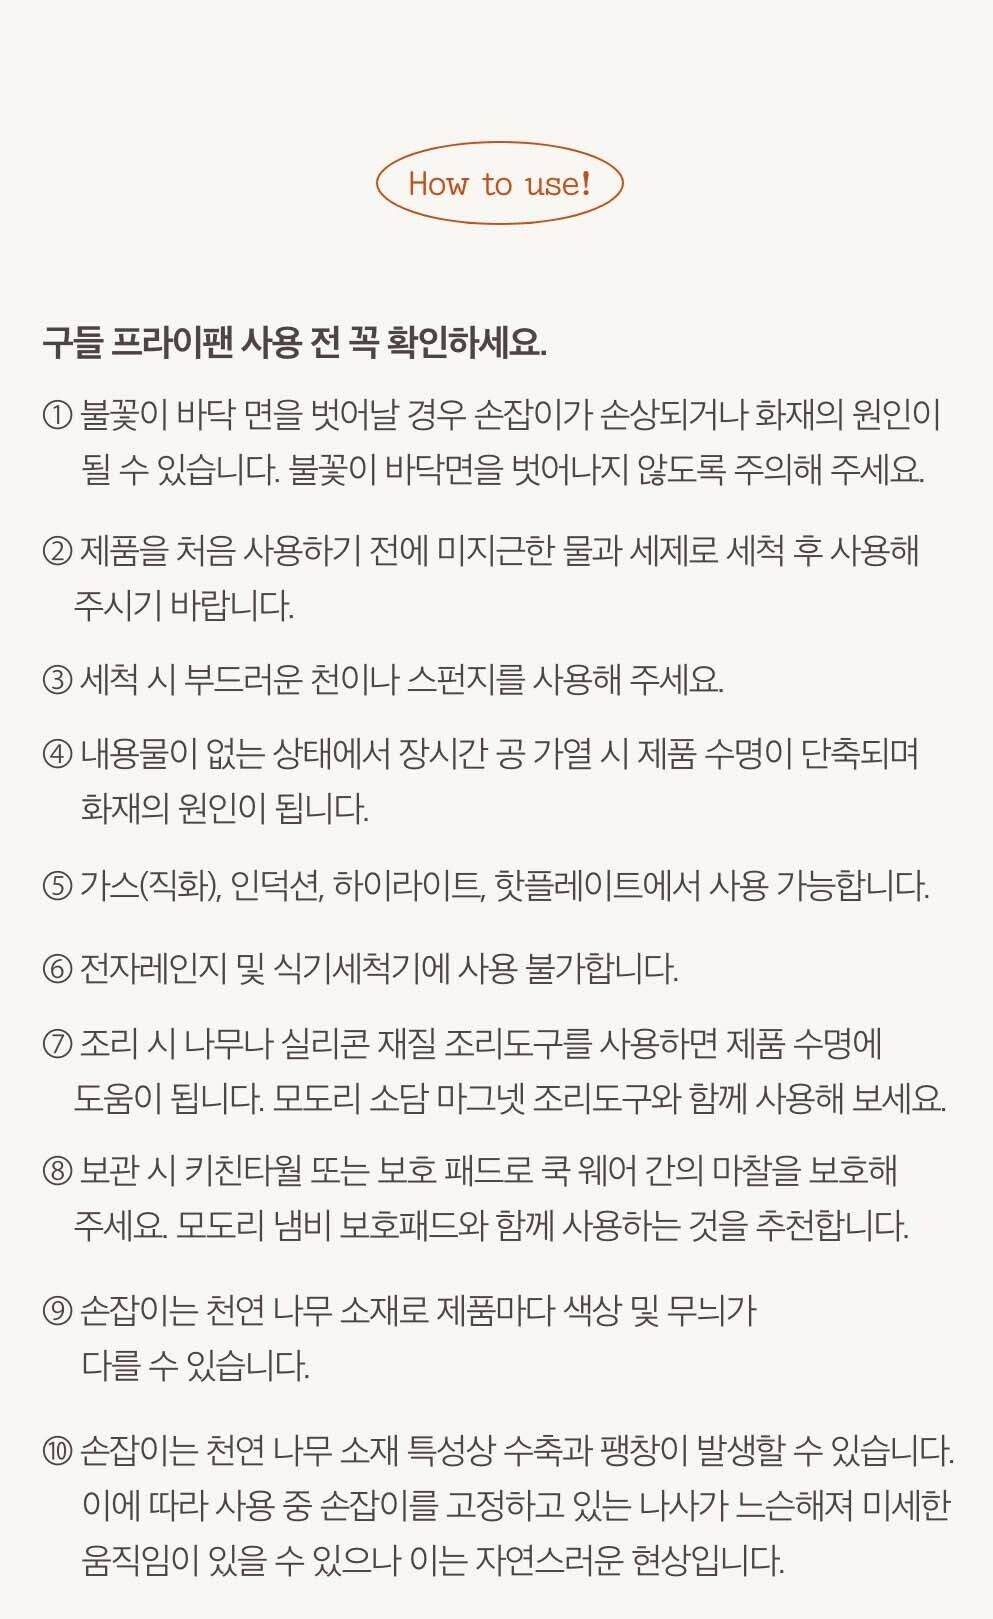 How to use!
구들 프라이팬 사용 전 꼭 확인하세요.
① 불꽃이 바닥 면을 벗어날 경우 손잡이가 손상되거나 화재의 원인이
될 수 있습니다. 불꽃이 바닥면을 벗어나지 않도록 주의해 주세요.
② 제품을 처음 사용하기 전에 미지근한 물과 세제로 세척 후 사용해
주시기 바랍니다.
③ 세척 시 부드러운 천이나 스펀지를 사용해 주세요.
④ 내용물이 없는 상태에서 장시간 공 가열 시 제품 수명이 단축되며
화재의 원인이 됩니다.
⑤ 가스(직화), 인덕션, 하이라이트, 핫플레이트에서 사용 가능합니다.
⑥ 전자레인지 및 식기세척기에 사용 불가합니다.
⑦ 조리 시 나무나 실리콘 재질 조리도구를 사용하면 제품 수명에
도움이 됩니다. 모도리 소담 마그넷 조리도구와 함께 사용해 보세요.
⑧ 보관 시 키친타월 또는 보호 패드로 쿡 웨어 간의 마찰을 보호해
주세요. 모도리 냄비 보호패드와 함께 사용하는 것을 추천합니다.
⑨ 손잡이는 천연 나무 소재로 제품마다 색상 및 무늬가
다를 수 있습니다.
⑩ 손잡이는 천연 나무 소재 특성상 수축과 팽창이 발생할 수 있습니다.
이에 따라 사용 중 손잡이를 고정하고 있는 나사가 느슨해져 미세한
움직임이 있을 수 있으나 이는 자연스러운 현상입니다.